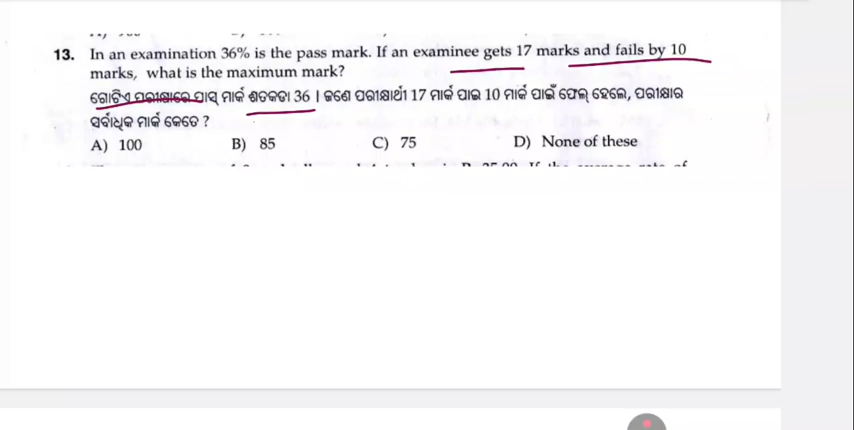 13. In an examination 36% is the pass mark. If an examinee gets 17 marks and fails by 10
marks, what is the maximum mark?
ଗୋଟିଏ ପରୀକ୍ଷାରେ ପାସ୍ ମାର୍କ ଶତକଡା 36 । ଜଣେ ପରୀକ୍ଷାର୍ଥୀ 17 ମାର୍କ ପାଇ 10 ମାର୍କ ପାଇଁ ଫେଲ୍ ହେଲେ, ପରୀକ୍ଷାର
ସର୍ବାଧିକ ମାର୍କ କେତେ ?
A) 100 B) 85 C) 75 D) None of these